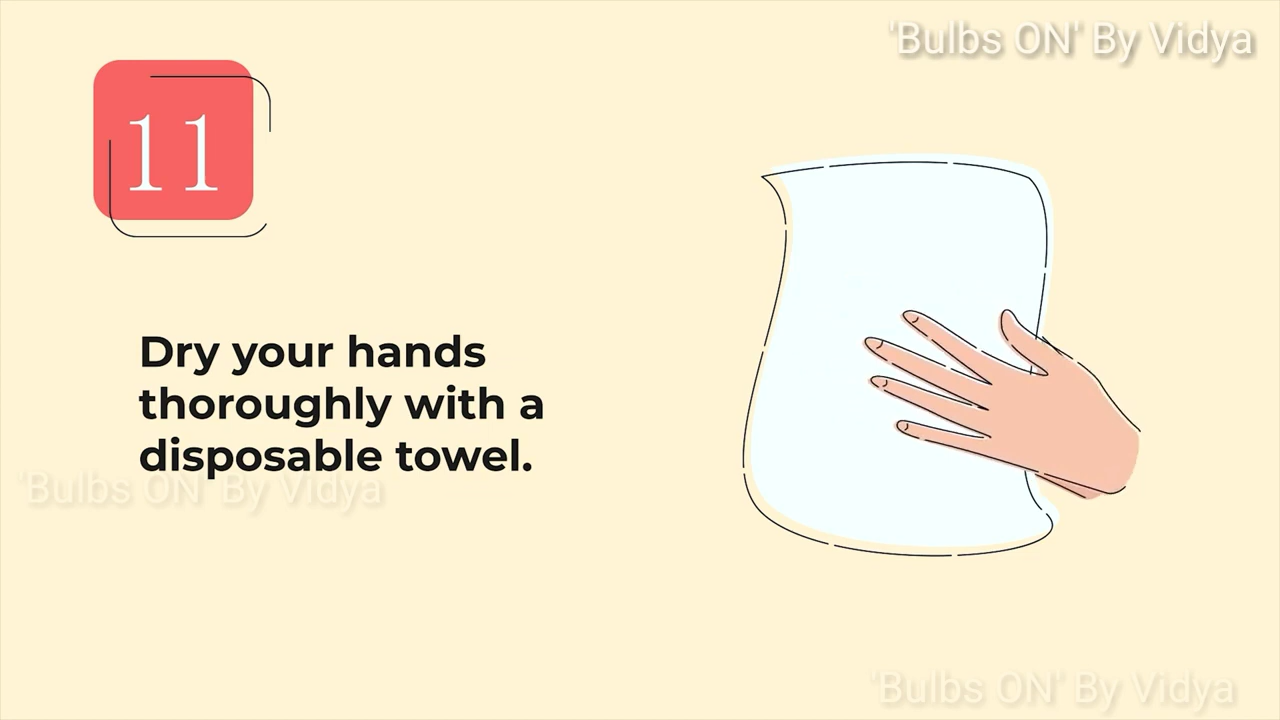 'Bulbs ON' By Vidya
11
Dry your hands
thoroughly with a
disposable towel.
'Bulbs ON' By Vidya
'Bulbs ON' By Vidya